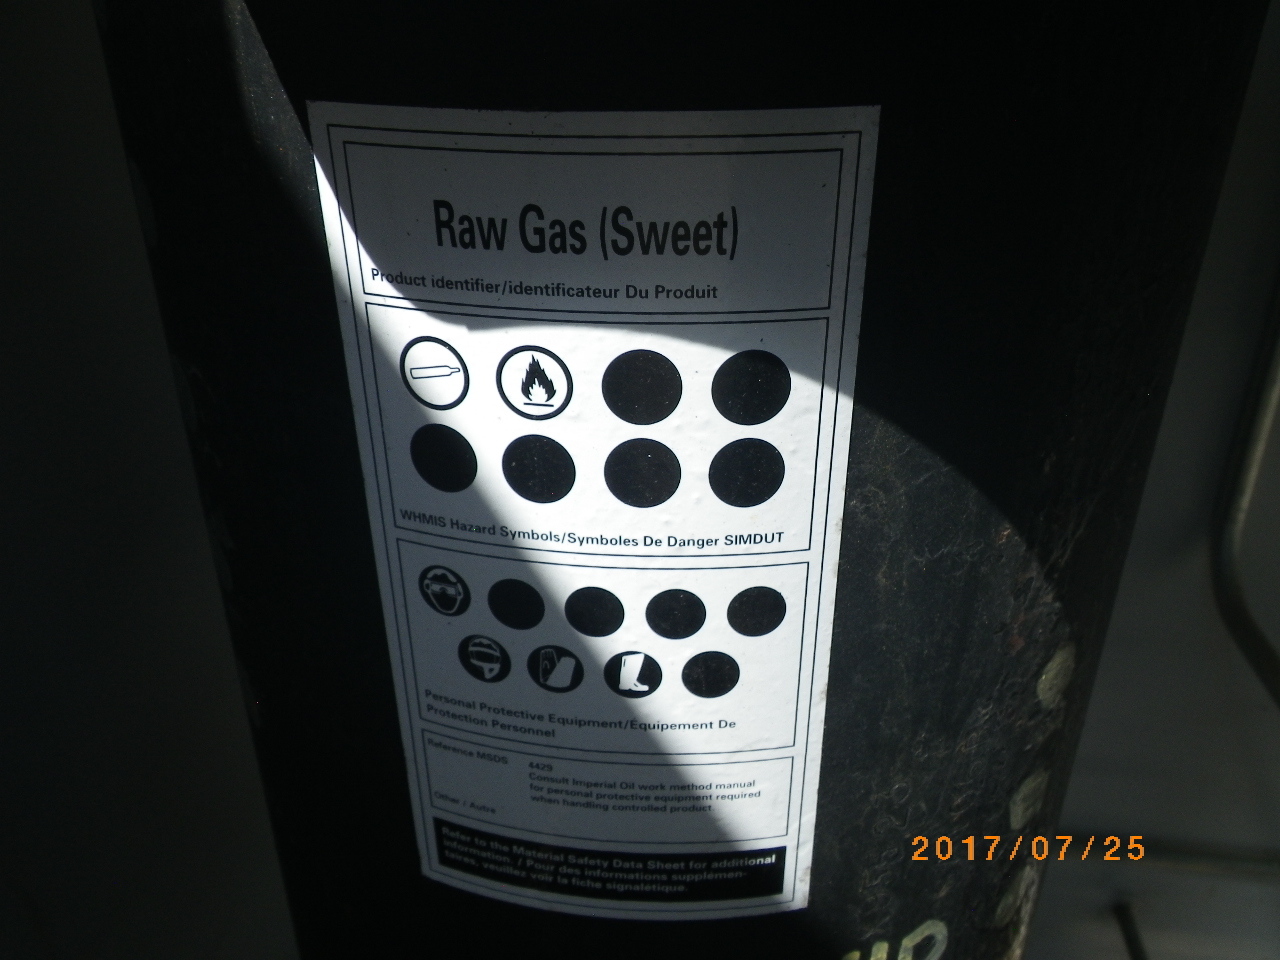 Raw Gas (Sweet)
Product identifier/identificateur Du Produit
WHMIS Hazard Symbols/Symboles De Danger SIMDUT
Personal Protective Equipment/Équipement De
Protection Personnel
Reference MSDS 4429
Consult Imperial Oil work method manual
for personal protective equipment required
when handling controlled product.
Other / Autre
Refer to the Material Safety Data Sheet for additional
information. / Pour des informations supplémen-
taires, veuillez voir la fiche signalétique.
2017/07/25